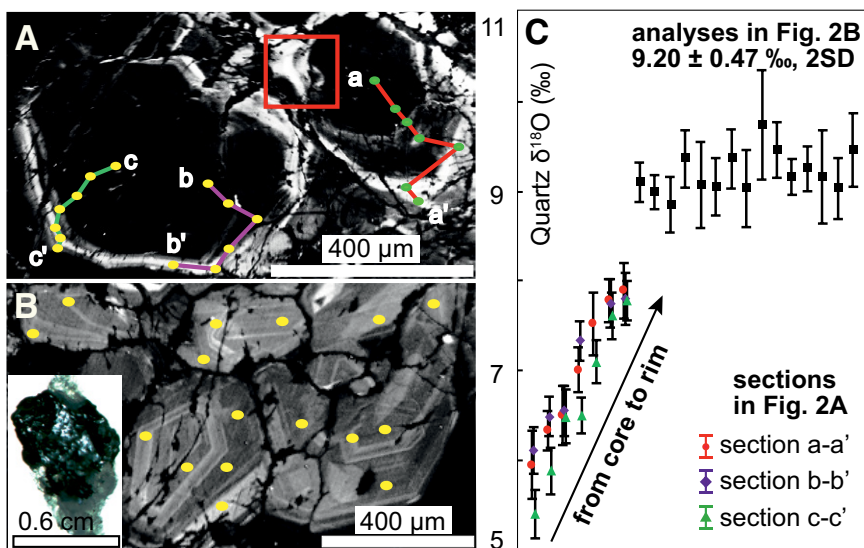 A
a
a'
b
b'
c
c'
400 µm
B
0.6 cm
400 µm
C
11
9
7
5
Quartz δ¹⁸O (‰)
analyses in Fig. 2B
9.20 ± 0.47 ‰, 2SD
from core to rim
sections
in Fig. 2A
section a-a’
section b-b’
section c-c’